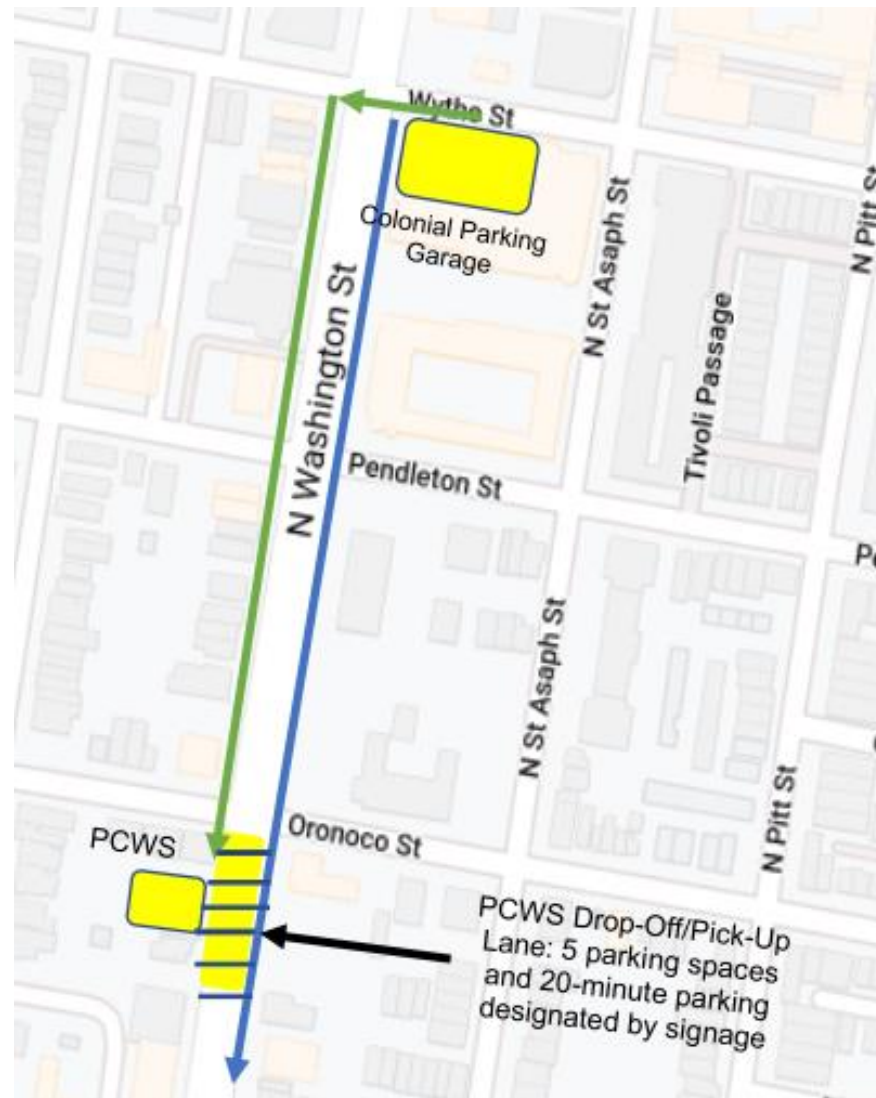 Wythe St
N Pitt St
Colonial Parking
Garage
N St Asaph St
N Washington St
Tivoli Passage
Pendleton St
N St Asaph St
N Pitt St
Oronoco St
PCWS
PCWS Drop-Off/Pick-Up
Lane: 5 parking spaces
and 20-minute parking
designated by signage